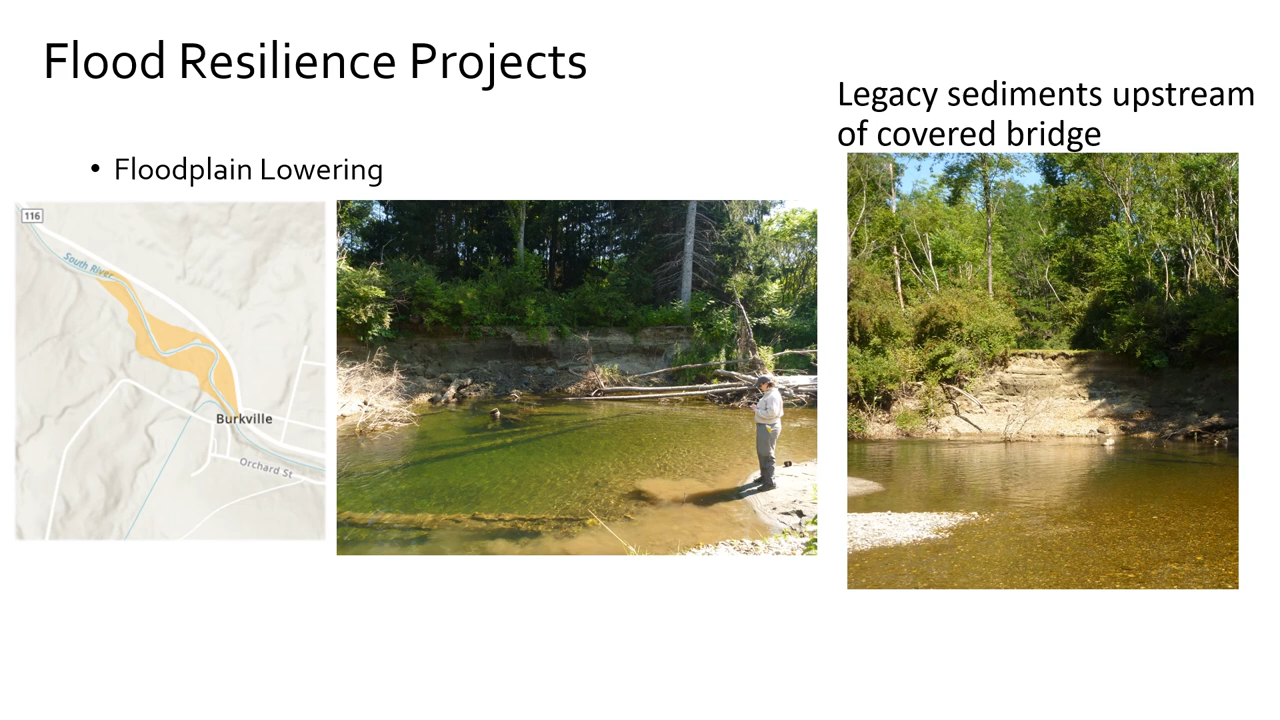 Flood Resilience Projects
Legacy sediments upstream
of covered bridge
• Floodplain Lowering
116
South River
Burkville
Orchard St